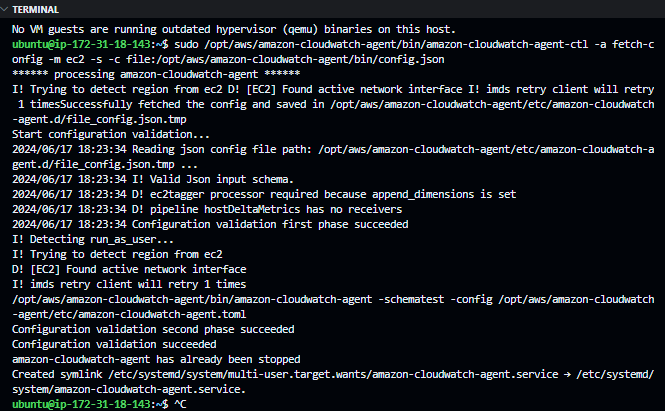 TERMINAL
No VM guests are running outdated hypervisor (qemu) binaries on this host.
ubuntu@ip-172-31-18-143:~$ sudo /opt/aws/amazon-cloudwatch-agent/bin/amazon-cloudwatch-agent-ctl -a fetch-c
onfig -m ec2 -s -c file:/opt/aws/amazon-cloudwatch-agent/bin/config.json
****** processing amazon-cloudwatch-agent ******
I! Trying to detect region from ec2 D! [EC2] Found active network interface I! imds retry client will retry
 1 timesSuccessfully fetched the config and saved in /opt/aws/amazon-cloudwatch-agent/etc/amazon-cloudwatch
-agent.d/file_config.json.tmp
Start configuration validation...
2024/06/17 18:23:34 Reading json config file path: /opt/aws/amazon-cloudwatch-agent/etc/amazon-cloudwatch-a
gent.d/file_config.json.tmp ...
2024/06/17 18:23:34 I! Valid Json input schema.
2024/06/17 18:23:34 D! ec2tagger processor required because append_dimensions is set
2024/06/17 18:23:34 D! pipeline hostDeltaMetrics has no receivers
2024/06/17 18:23:34 Configuration validation first phase succeeded
I! Detecting run_as_user...
I! Trying to detect region from ec2
D! [EC2] Found active network interface
I! imds retry client will retry 1 times
/opt/aws/amazon-cloudwatch-agent/bin/amazon-cloudwatch-agent -schematest -config /opt/aws/amazon-cloudwatch
-agent/etc/amazon-cloudwatch-agent.toml
Configuration validation second phase succeeded
Configuration validation succeeded
amazon-cloudwatch-agent has already been stopped
Created symlink /etc/systemd/system/multi-user.target.wants/amazon-cloudwatch-agent.service → /etc/systemd/
system/amazon-cloudwatch-agent.service.
ubuntu@ip-172-31-18-143:~$ ^C